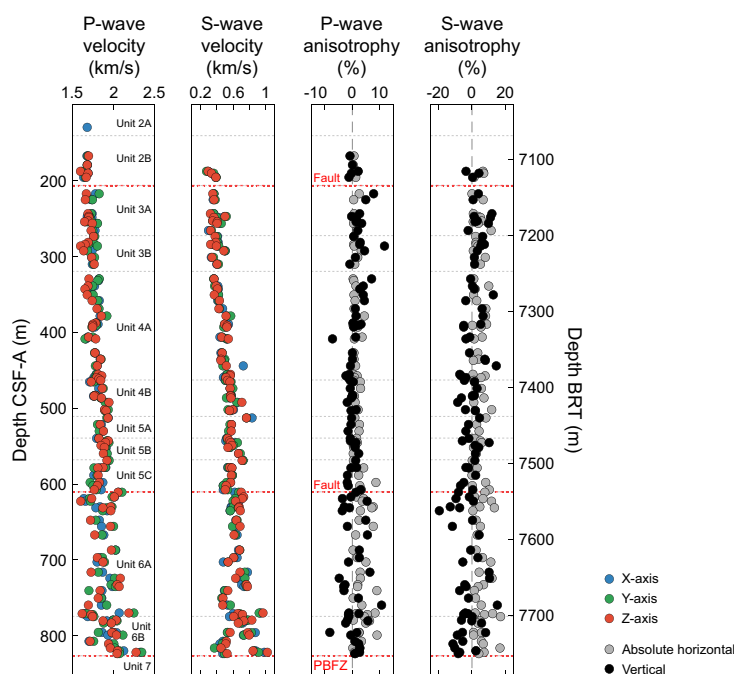 P-wave
velocity
(km/s)
S-wave
velocity
(km/s)
P-wave
anisotropy
(%)
S-wave
anisotropy
(%)
1.5 2 2.5
0.2 0.6 1
-10 0 10
-20 0 20
Depth CSF-A (m)
200
300
400
500
600
700
800
Unit 2A
Unit 2B
Unit 3A
Unit 3B
Unit 4A
Unit 4B
Unit 5A
Unit 5B
Unit 5C
Unit 6A
Unit
6B
Unit 7
Fault
Fault
PBFZ
7100
7200
7300
7400
7500
7600
7700
Depth BRT (m)
X-axis
Y-axis
Z-axis
Absolute horizontal
Vertical